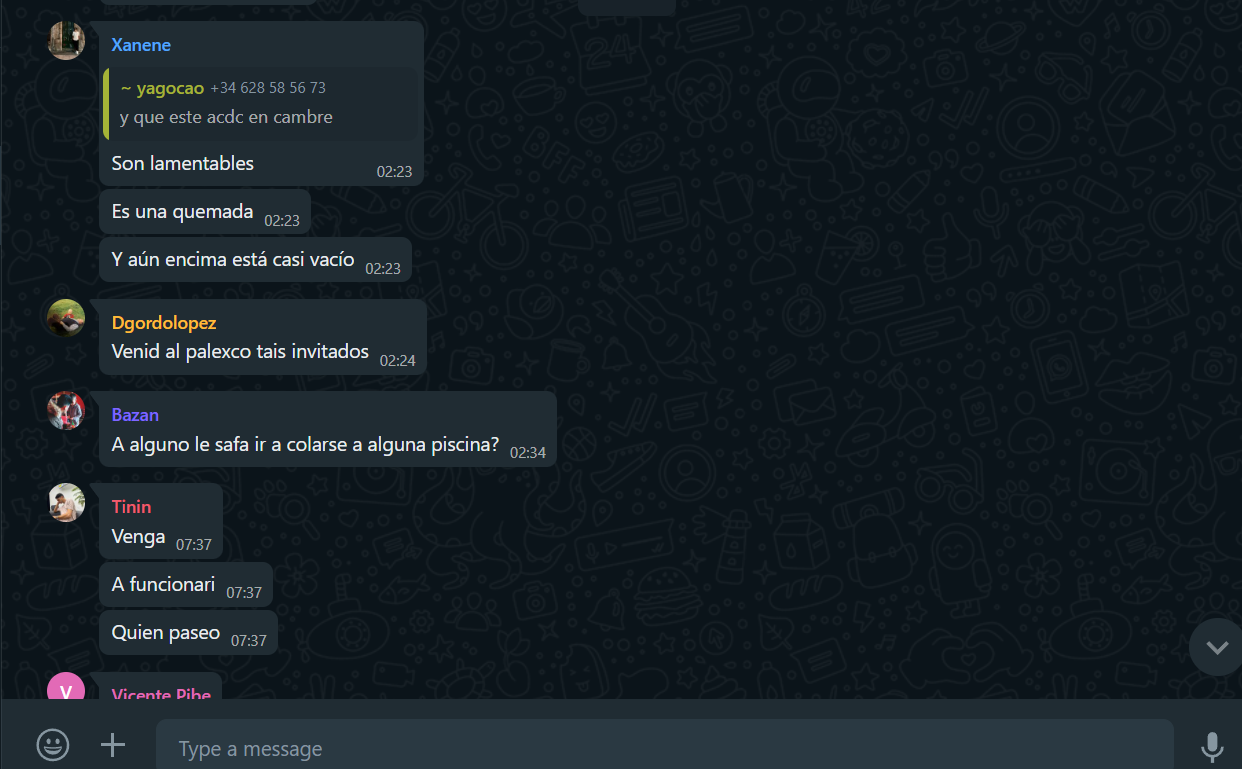 Xanene
~ yagocao +34 628 58 56 73
y que este acdc en cambre
Son lamentables 02:23
Es una quemada 02:23
Y aún encima está casi vacío 02:23
Dgordolopez
Venid al palexco tais invitados 02:24
Bazan
A alguno le safa ir a colarse a alguna piscina? 02:34
Tinin
Venga 07:37
A funcionari 07:37
Quien paseo 07:37
V
Vicente Pibe
Type a message